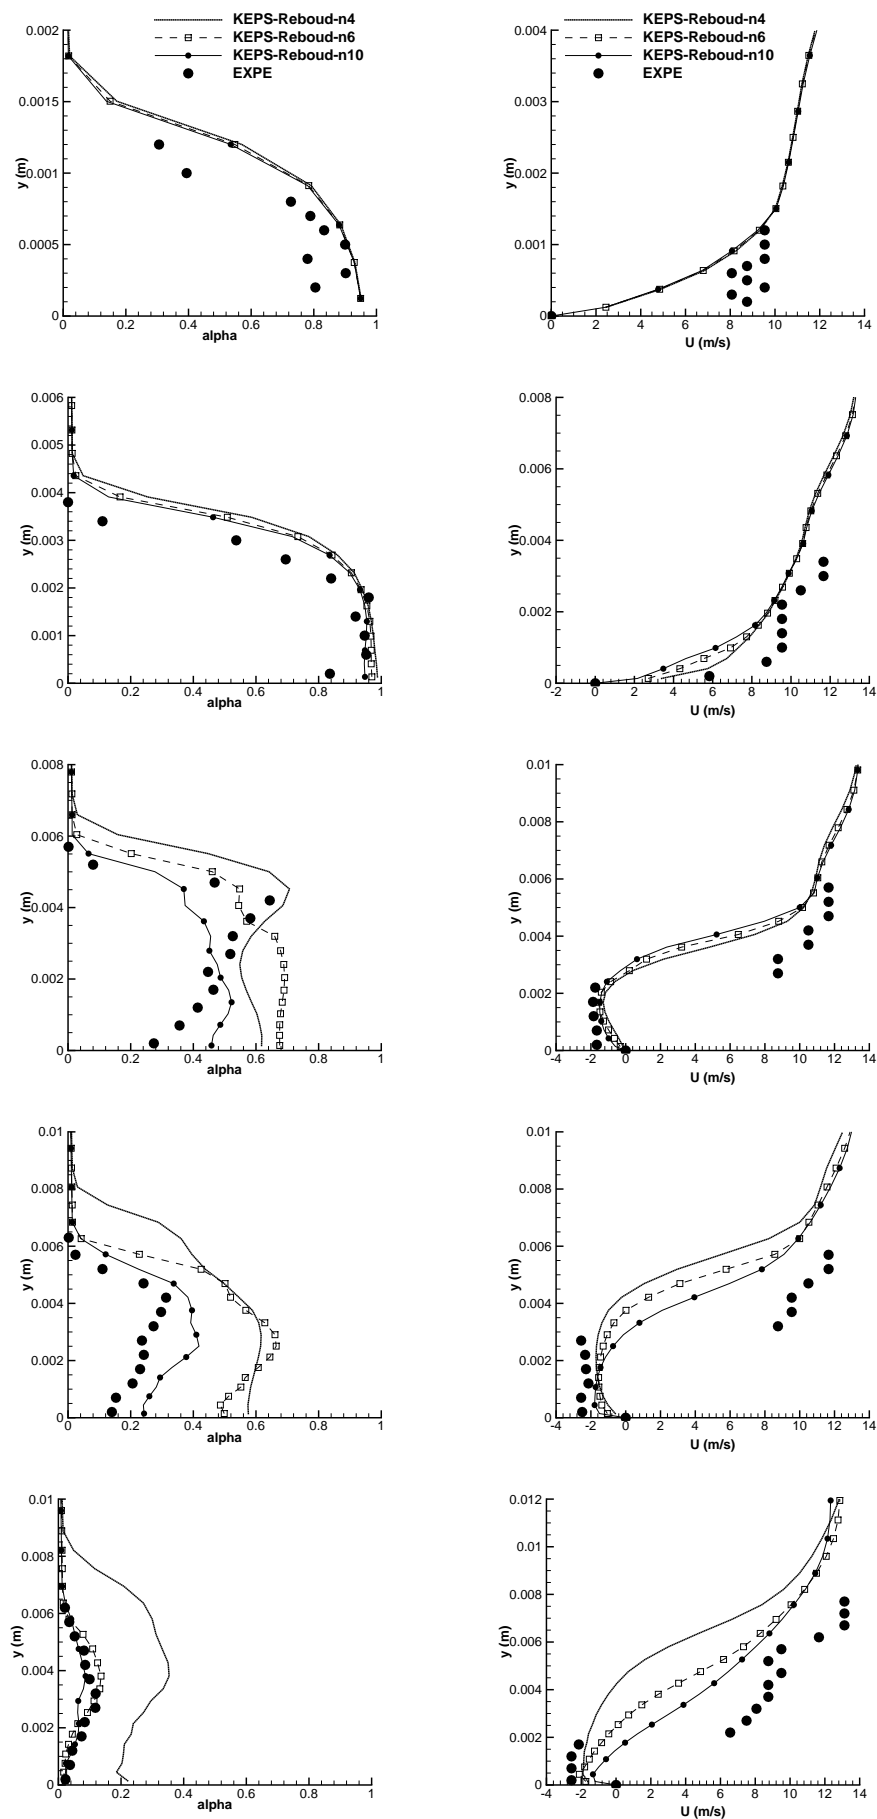 KEPS-Reboud-n4
KEPS-Reboud-n6
KEPS-Reboud-n10
EXPE
y (m)
0.002
0.0015
0.001
0.0005
0
0 0.2 0.4 0.6 0.8 1
alpha
KEPS-Reboud-n4
KEPS-Reboud-n6
KEPS-Reboud-n10
EXPE
y (m)
0.004
0.003
0.002
0.001
0
0 2 4 6 8 10 12 14
U (m/s)
y (m)
0.006
0.005
0.004
0.003
0.002
0.001
0
0 0.2 0.4 0.6 0.8 1
alpha
y (m)
0.008
0.006
0.004
0.002
0
-2 0 2 4 6 8 10 12 14
U (m/s)
y (m)
0.008
0.006
0.004
0.002
0
0 0.2 0.4 0.6 0.8 1
alpha
y (m)
0.01
0.008
0.006
0.004
0.002
0
-4 -2 0 2 4 6 8 10 12 14
U (m/s)
y (m)
0.01
0.008
0.006
0.004
0.002
0
0 0.2 0.4 0.6 0.8 1
alpha
y (m)
0.01
0.008
0.006
0.004
0.002
0
-4 -2 0 2 4 6 8 10 12 14
U (m/s)
y (m)
0.01
0.008
0.006
0.004
0.002
0
0 0.2 0.4 0.6 0.8 1
alpha
y (m)
0.012
0.01
0.008
0.006
0.004
0.002
0
-4 -2 0 2 4 6 8 10 12 14
U (m/s)